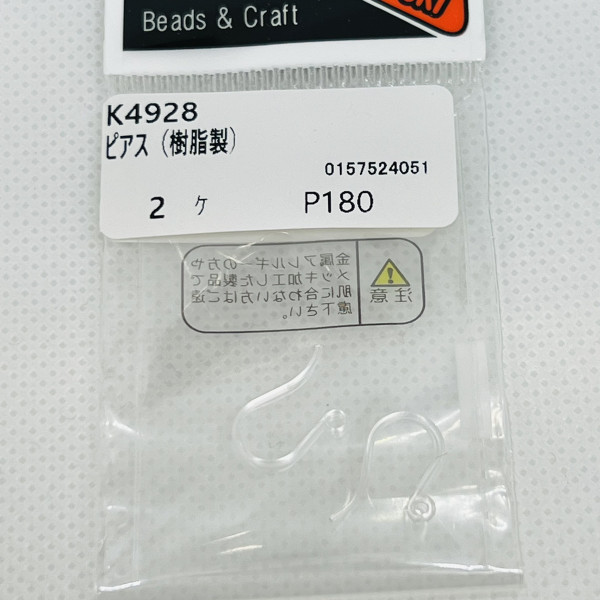 Beads & Craft
K4928
ピアス（樹脂製）
0157524051
2 ケ P180
注意
金属アレルギーの方や
メッキ加工した製品で
肌に合わない方はご遠
慮下さい。